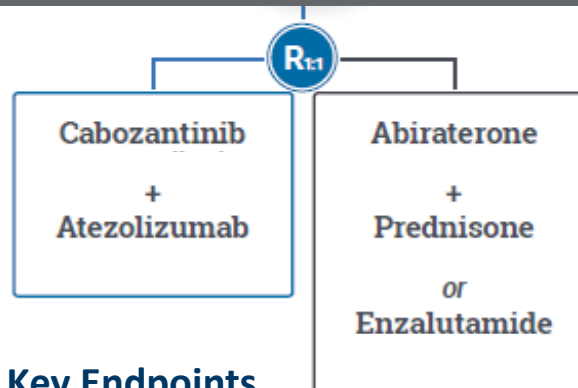 R1:1
Cabozantinib
+
Atezolizumab
Abiraterone
+
Prednisone
or
Enzalutamide
Key Endpoints